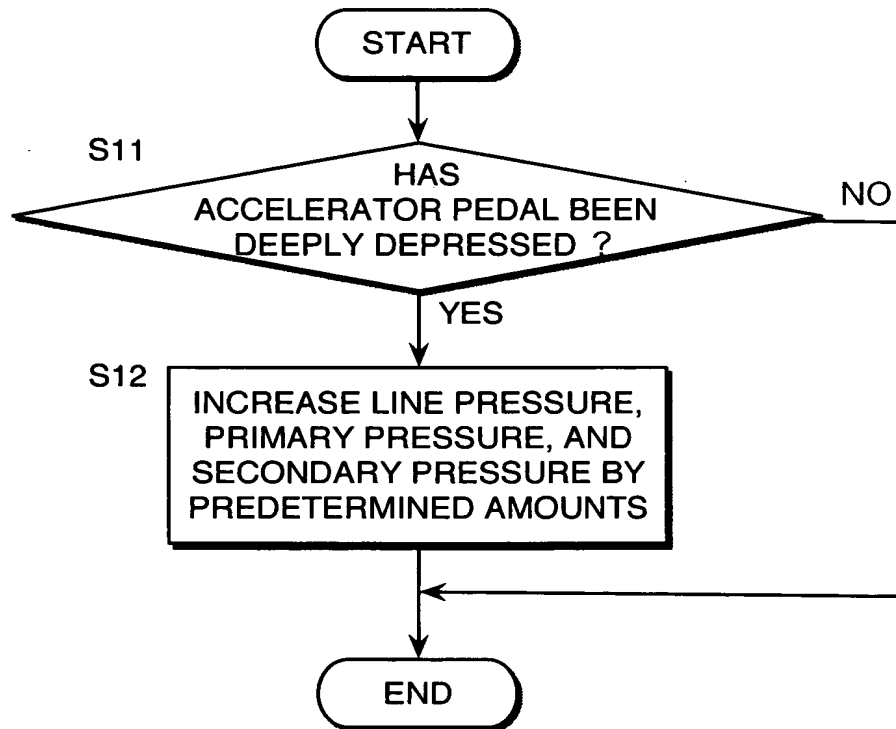 START
S11
HAS
ACCELERATOR PEDAL BEEN
DEEPLY DEPRESSED ?
NO
YES
S12
INCREASE LINE PRESSURE,
PRIMARY PRESSURE, AND
SECONDARY PRESSURE BY
PREDETERMINED AMOUNTS
END